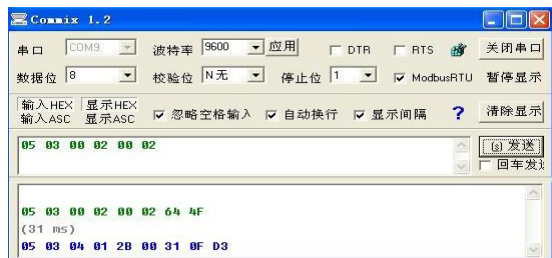 Commix 1.2
串口 COM9 波特率 9600 应用 DTR RTS 关闭串口
数据位 8 校验位 N无 停止位 1 ModbusRTU 暂停显示
输入HEX 显示HEX
输入ASC 显示ASC 忽略空格输入 自动换行 显示间隔 ? 清除显示
05 03 00 02 00 02 (s)发送
回车发送
05 03 00 02 00 02 64 4F
(31 ms)
05 03 04 01 2B 00 31 0F D3